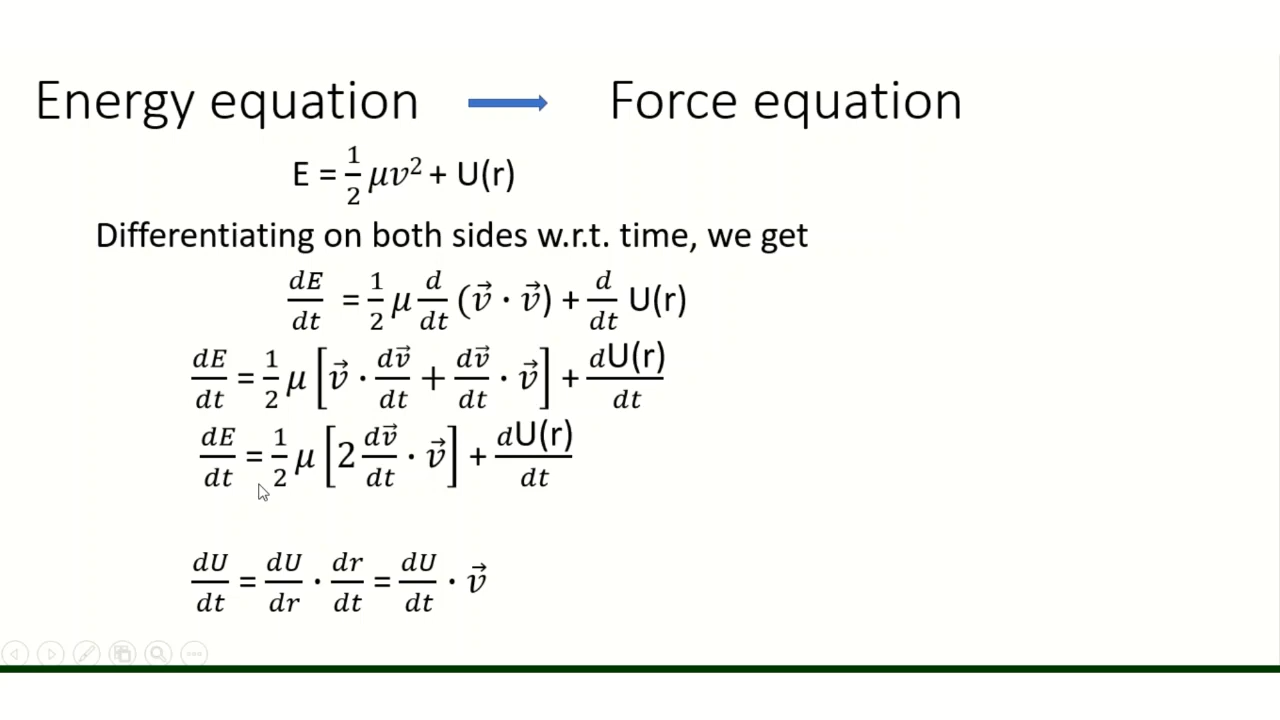 Energy equation → Force equation
E = 1/2 μv² + U(r)
Differentiating on both sides w.r.t. time, we get
dE/dt = 1/2 μ d/dt (v⃗ · v⃗) + d/dt U(r)
dE/dt = 1/2 μ [v⃗ · dv⃗/dt + dv⃗/dt · v⃗] + dU(r)/dt
dE/dt = 1/2 μ [2 dv⃗/dt · v⃗] + dU(r)/dt
dU/dt = dU/dr · dr/dt = dU/dt · v⃗